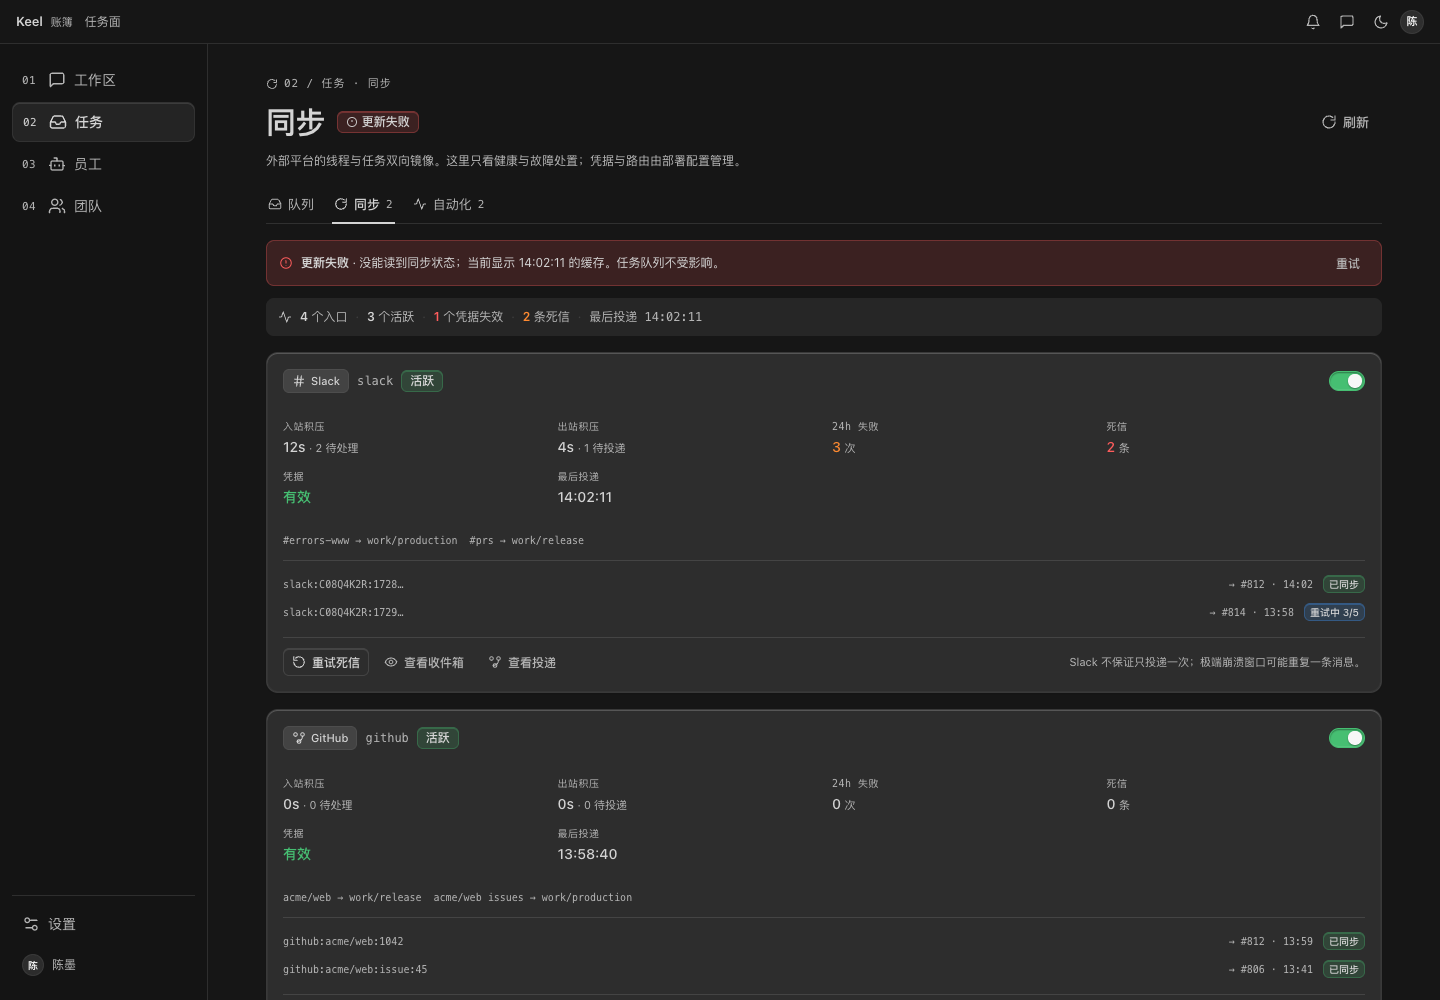 Keel 账簿 任务面
陈
01 工作区
02 任务
03 员工
04 团队
设置
陈 陈墨
02 / 任务 · 同步
同步 更新失败
刷新
外部平台的线程与任务双向镜像。这里只看健康与故障处置；凭据与路由由部署配置管理。
队列 同步 2 自动化 2
更新失败 · 没能读到同步状态；当前显示 14:02:11 的缓存。任务队列不受影响。 重试
4 个入口 · 3 个活跃 · 1 个凭据失效 · 2 条死信 · 最后投递 14:02:11
Slack slack 活跃
入站积压 出站积压 24h 失败 死信
12s · 2 待处理 4s · 1 待投递 3 次 2 条
凭据 最后投递
有效 14:02:11
#errors-www → work/production #prs → work/release
slack:C08Q4K2R:1728… → #812 · 14:02 已同步
slack:C08Q4K2R:1729… → #814 · 13:58 重试中 3/5
重试死信 查看收件箱 查看投递 Slack 不保证只投递一次；极端崩溃窗口可能重复一条消息。
GitHub github 活跃
入站积压 出站积压 24h 失败 死信
0s · 0 待处理 0s · 0 待投递 0 次 0 条
凭据 最后投递
有效 13:58:40
acme/web → work/release acme/web issues → work/production
github:acme/web:1042 → #812 · 13:59 已同步
github:acme/web:issue:45 → #806 · 13:41 已同步